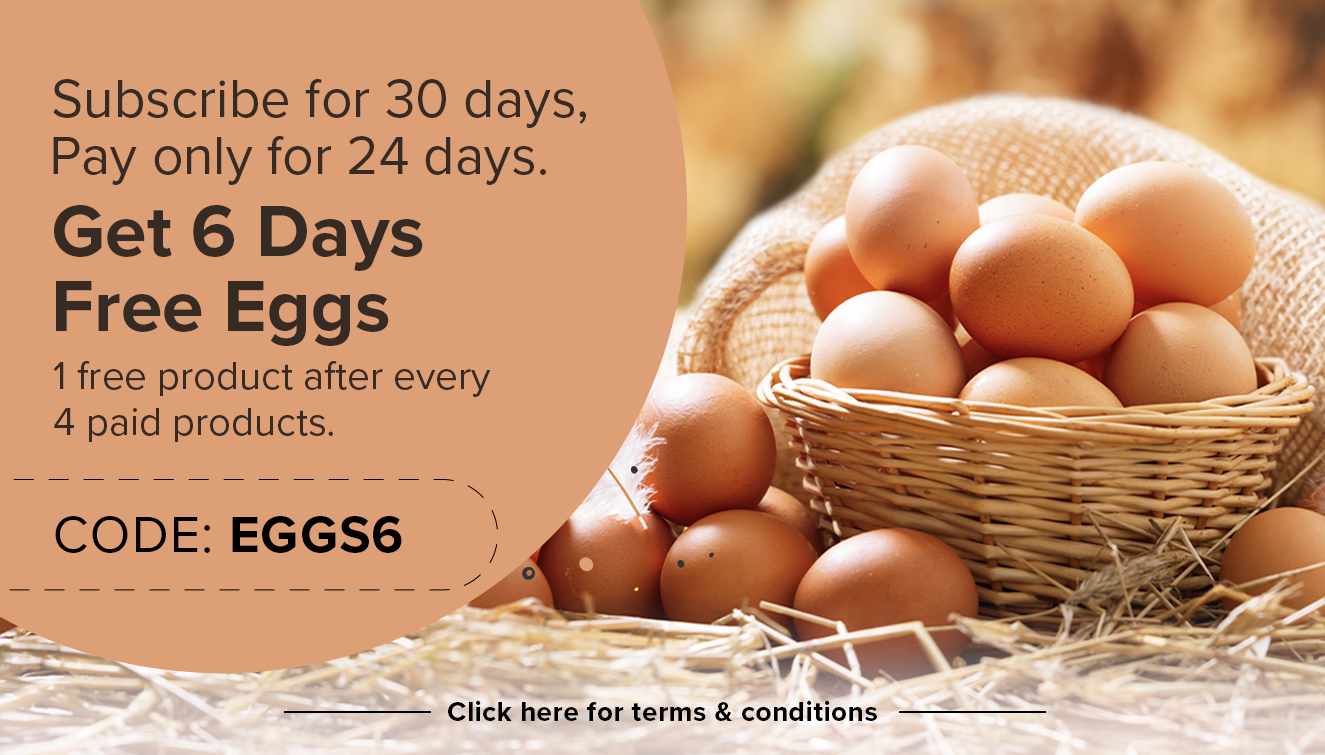 Subscribe for 30 days,
Pay only for 24 days.
Get 6 Days
Free Eggs
1 free product after every
4 paid products.
CODE: EGGS6
Click here for terms & conditions